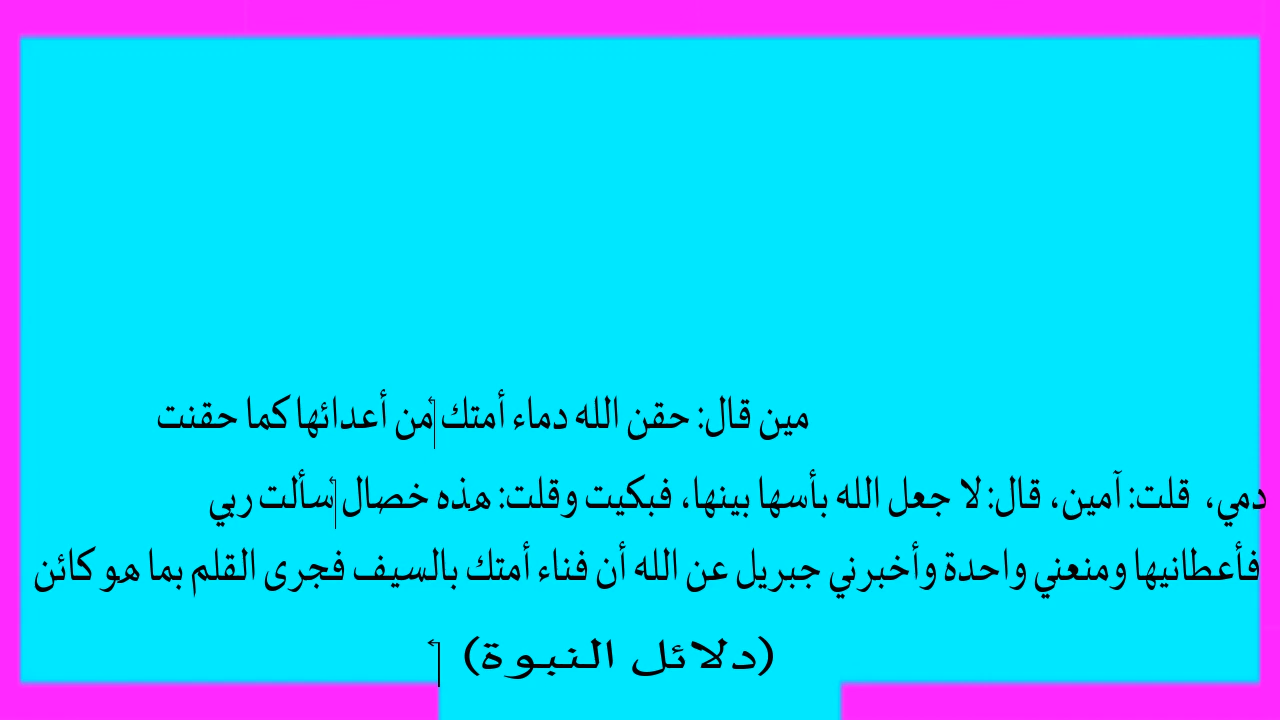 مين قال: حقن الله دماء أمتك من أعدائها كما حقنت
دمي، قلت: آمين، قال: لا جعل الله بأسها بينها، فبكيت وقلت: هذه خصال سألت ربي
فأعطانيها ومنعني واحدة وأخبرني جبريل عن الله أن فناء أمتك بالسيف فجرى القلم بما هو كائن
(دلائل النبوة)